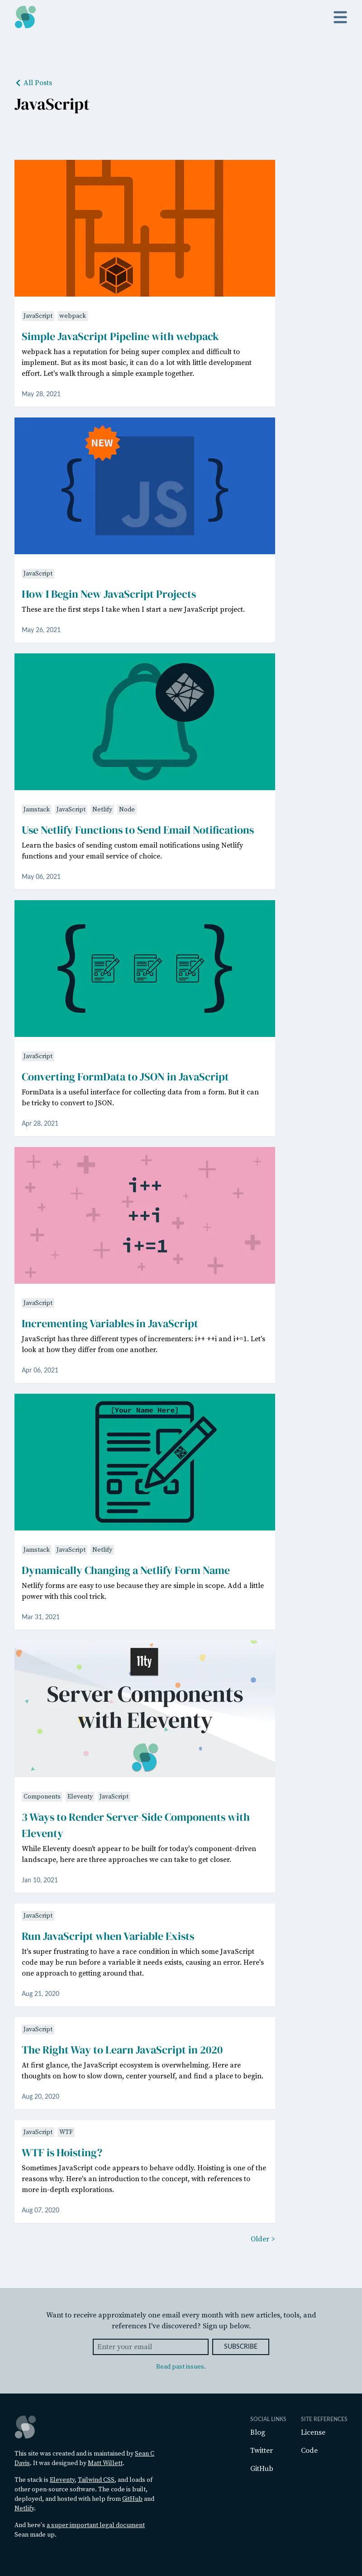 All Posts
JavaScript
JavaScript webpack
Simple JavaScript Pipeline with webpack
webpack has a reputation for being super complex and difficult to
implement. But as its most basic, it can do a lot with little development
effort. Let's walk through a simple example together.
May 28, 2021
NEW
{ JS }
JavaScript
How I Begin New JavaScript Projects
These are the first steps I take when I start a new JavaScript project.
May 26, 2021
Jamstack JavaScript Netlify Node
Use Netlify Functions to Send Email Notifications
Learn the basics of sending custom email notifications using Netlify
functions and your email service of choice.
May 06, 2021
{ }
JavaScript
Converting FormData to JSON in JavaScript
FormData is a useful interface for collecting data from a form. But it can
be tricky to convert to JSON.
Apr 28, 2021
i++
++i
i+=1
JavaScript
Incrementing Variables in JavaScript
JavaScript has three different types of incrementers: i++ ++i and i+=1. Let's
look at how they differ from one another.
Apr 06, 2021
[Your Name Here]
Jamstack JavaScript Netlify
Dynamically Changing a Netlify Form Name
Netlify forms are easy to use because they are simple in scope. Add a little
power with this cool trick.
Mar 31, 2021
11ty
Server Components
with Eleventy
Components Eleventy JavaScript
3 Ways to Render Server-Side Components with
Eleventy
While Eleventy doesn't appear to be built for today's component-driven
landscape, here are three approaches we can take to get closer.
Jan 10, 2021
JavaScript
Run JavaScript when Variable Exists
It's super frustrating to have a race condition in which some JavaScript
code may be run before a variable it needs exists, causing an error. Here's
one approach to getting around that.
Aug 21, 2020
JavaScript
The Right Way to Learn JavaScript in 2020
At first glance, the JavaScript ecosystem is overwhelming. Here are
thoughts on how to slow down, center yourself, and find a place to begin.
Aug 20, 2020
JavaScript WTF
WTF is Hoisting?
Sometimes JavaScript code appears to behave oddly. Hoisting is one of the
reasons why. Here's an introduction to the concept, with references to
more in-depth explorations.
Aug 07, 2020
Older >
Want to receive approximately one email every month with new articles, tools, and
references I've discovered? Sign up below.
Enter your email SUBSCRIBE
Read past issues.
This site was created and is maintained by Sean C
Davis. It was designed by Matt Willett.
The stack is Eleventy, Tailwind CSS, and loads of
other open-source software. The code is built,
deployed, and hosted with help from GitHub and
Netlify.
And here's a super important legal document
Sean made up.
SOCIAL LINKS
Blog
Twitter
GitHub
SITE REFERENCES
License
Code